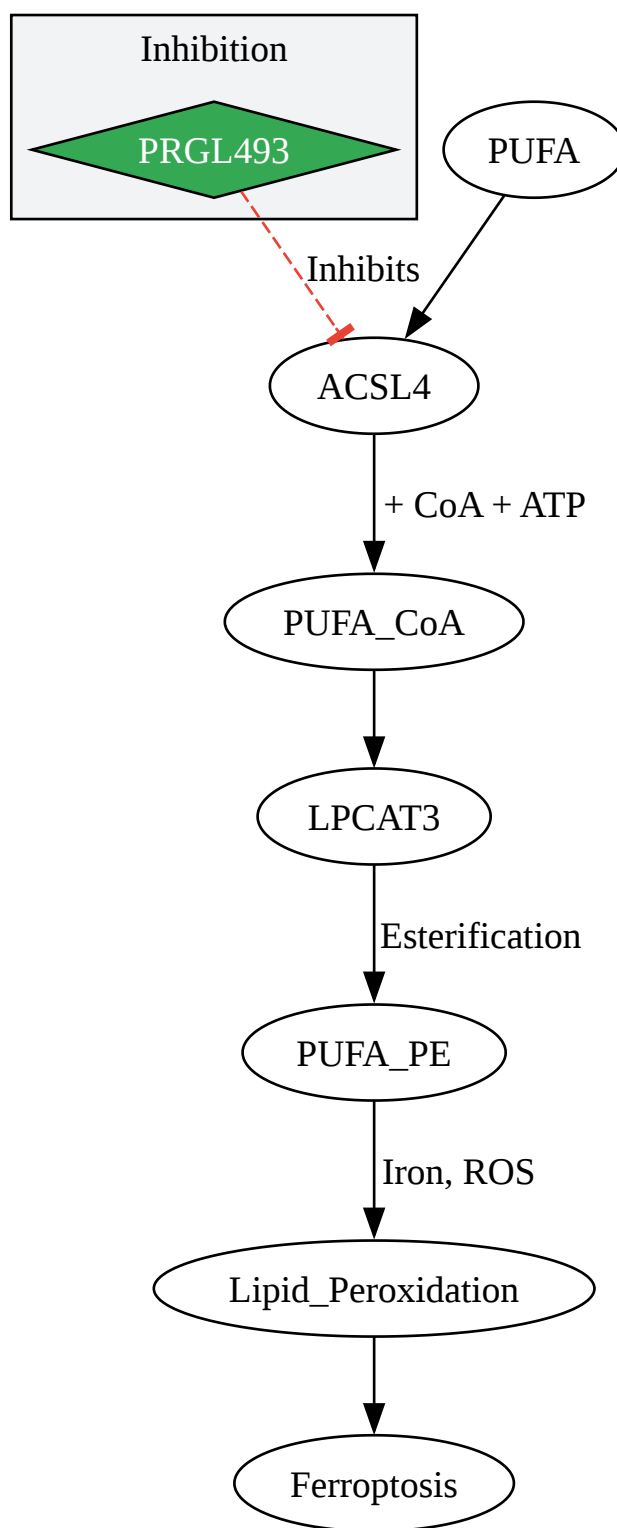 Inhibition
PRGL493
PUFA
Inhibits
ACSL4
+ CoA + ATP
PUFA_CoA
LPCAT3
Esterification
PUFA_PE
Iron, ROS
Lipid_Peroxidation
Ferroptosis